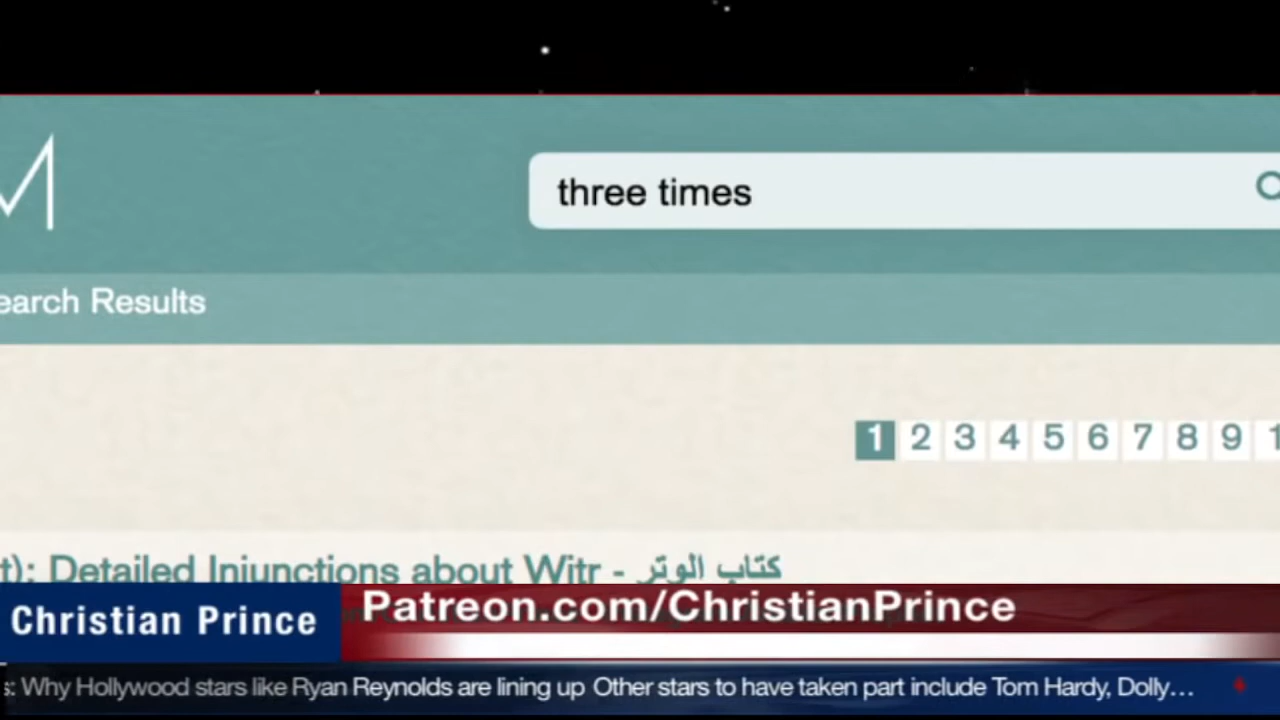 M
three times
earch Results
1 2 3 4 5 6 7 8 9 1
t): Detailed Injunctions about Witr - كتاب الوتر
Christian Prince
Patreon.com/ChristianPrince
s: Why Hollywood stars like Ryan Reynolds are lining up Other stars to have taken part include Tom Hardy, Dolly...